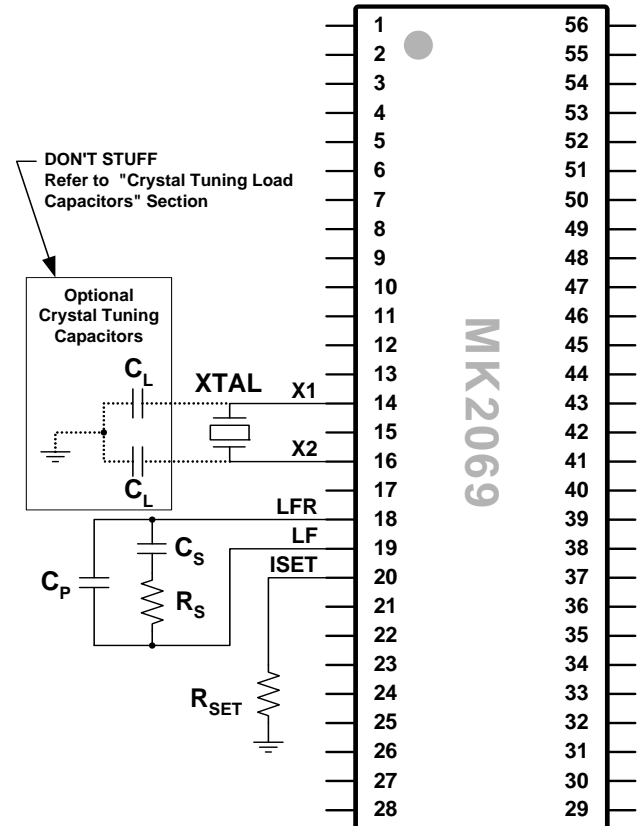 DON'T STUFF
Refer to "Crystal Tuning Load
Capacitors" Section
Optional
Crystal Tuning
Capacitors
CL
XTAL
X1
X2
CL
LFR
LF
ISET
CS
CP
RS
RSET
MK2069
1 56
2 55
3 54
4 53
5 52
6 51
7 50
8 49
9 48
10 47
11 46
12 45
13 44
14 43
15 42
16 41
17 40
18 39
19 38
20 37
21 36
22 35
23 34
24 33
25 32
26 31
27 30
28 29